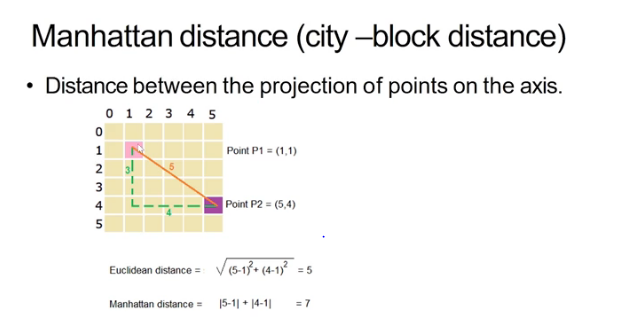 Manhattan distance (city –block distance)
• Distance between the projection of points on the axis.
0 1 2 3 4 5
0
1 Point P1 = (1,1)
2 3 5
3
4 Point P2 = (5,4)
4
5
Euclidean distance = √(5-1)²+ (4-1)² = 5
Manhattan distance = |5-1| + |4-1| = 7